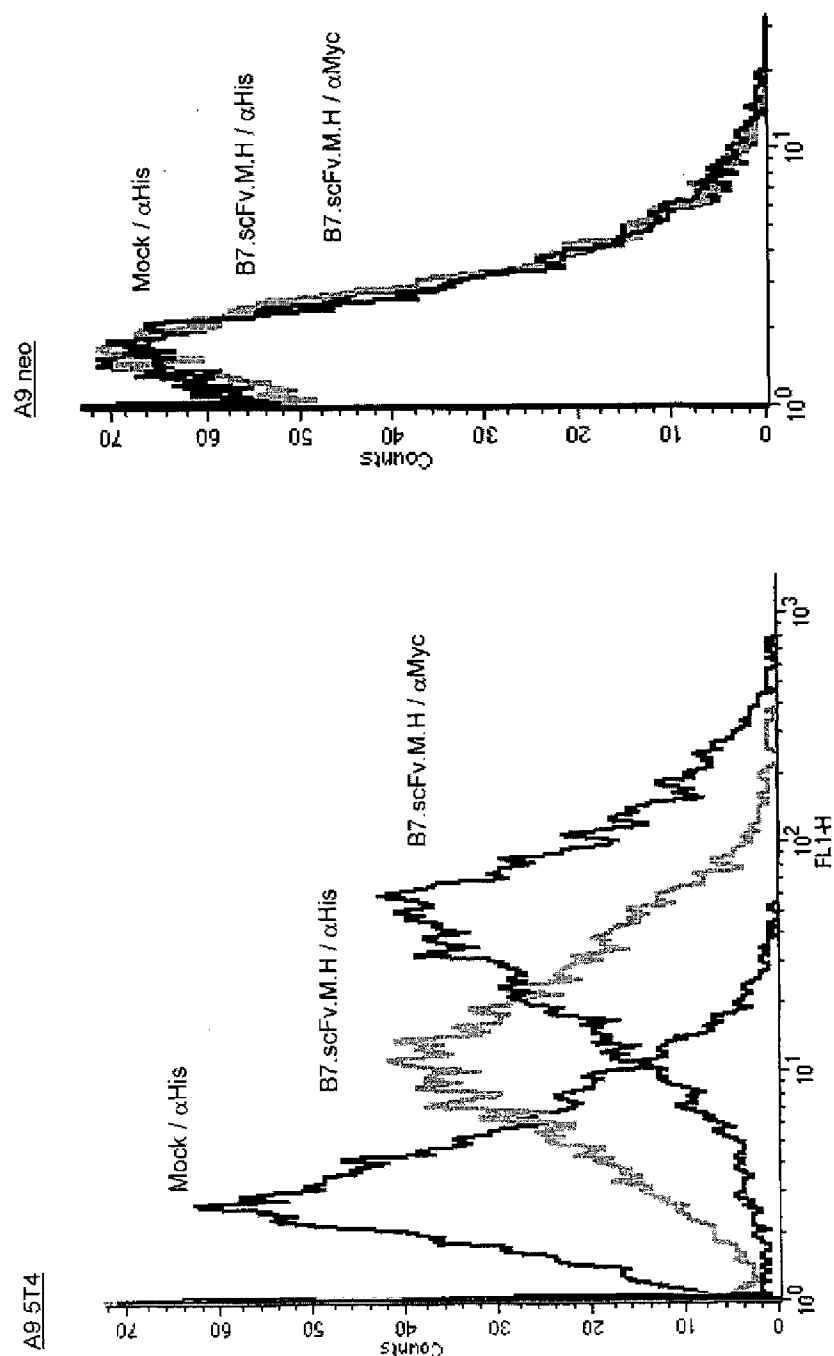 A9 5T4
Mock / αHis
B7.scFv.M.H / αHis
B7.scFv.M.H / αMyc
Counts
70
60
50
40
30
20
10
0
10⁰
10¹
10²
10³
FL1-H
A9 neo
Mock / αHis
B7.scFv.M.H / αHis
B7.scFv.M.H / αMyc
Counts
70
60
50
40
30
20
10
0
10⁰
10¹